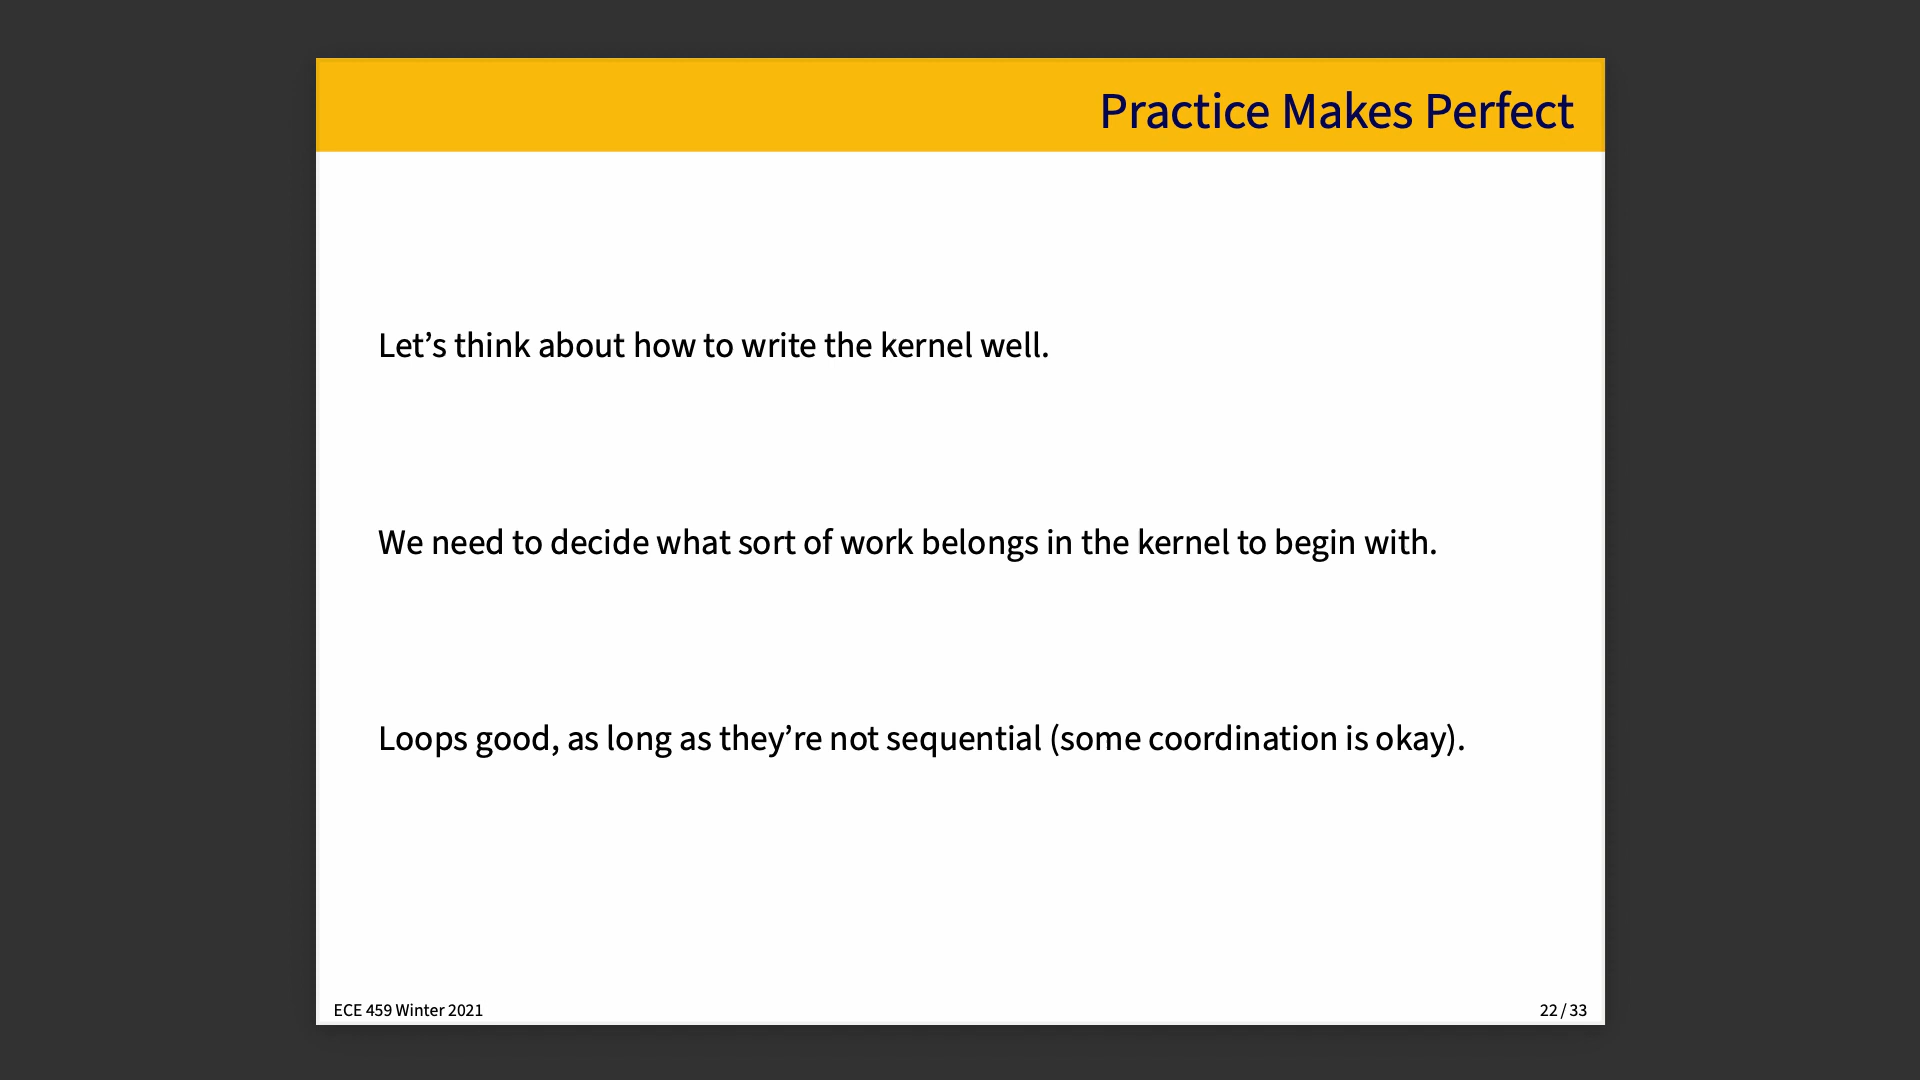 Practice Makes Perfect
Let’s think about how to write the kernel well.
We need to decide what sort of work belongs in the kernel to begin with.
Loops good, as long as they’re not sequential (some coordination is okay).
ECE 459 Winter 2021
22 / 33